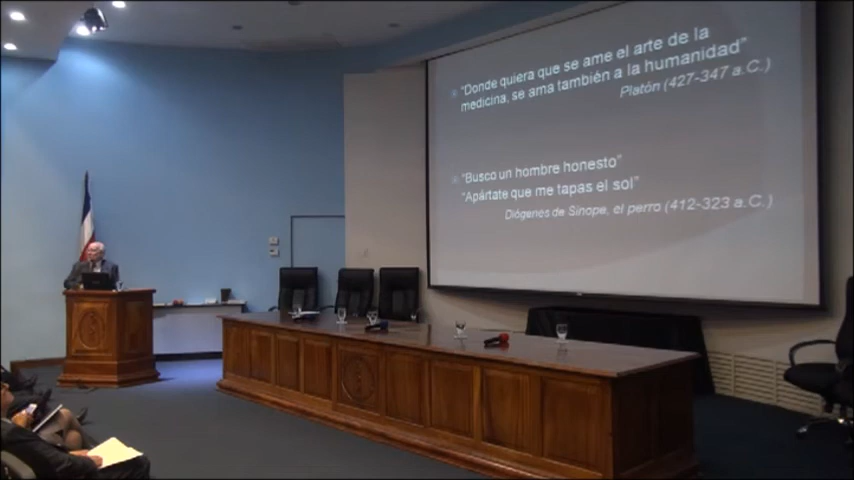 “Donde quiera que se ame el arte de la
medicina, se ama también a la humanidad”
Platón (427-347 a.C.)
“Busco un hombre honesto”
“Apártate que me tapas el sol”
Diógenes de Sinope, el perro (412-323 a.C.)